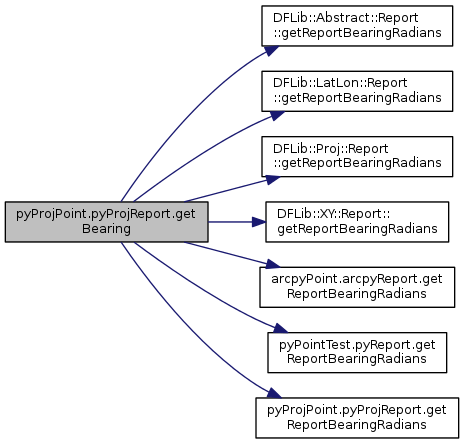 pyProjPoint.pyProjReport.get
Bearing
DFLib::Abstract::Report
::getReportBearingRadians
DFLib::LatLon::Report
::getReportBearingRadians
DFLib::Proj::Report
::getReportBearingRadians
DFLib::XY::Report::
getReportBearingRadians
arcpyPoint.arcpyReport.get
ReportBearingRadians
pyPointTest.pyReport.get
ReportBearingRadians
pyProjPoint.pyProjReport.get
ReportBearingRadians